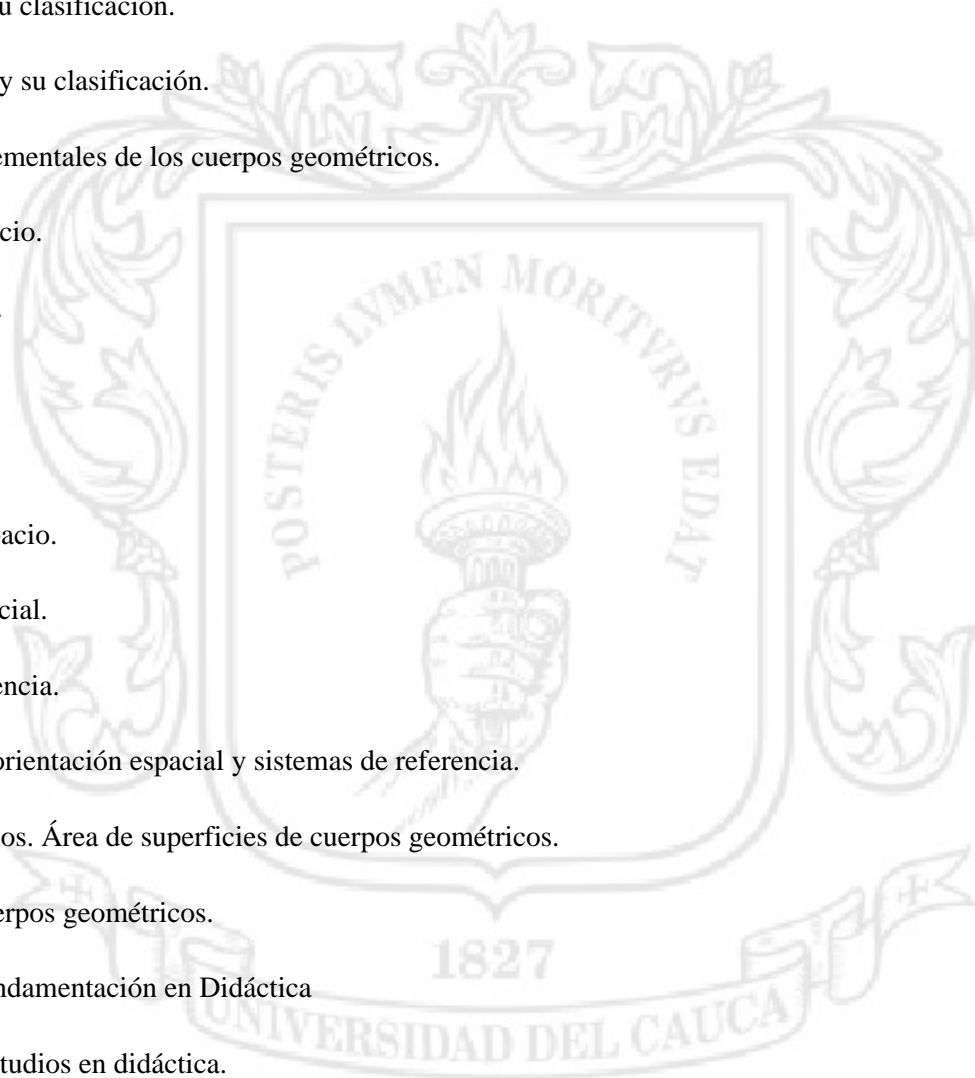 u clasificación.
y su clasificación.
ementales de los cuerpos geométricos.
cio.
.
pacio.
cial.
encia.
orientación espacial y sistemas de referencia.
os. Área de superficies de cuerpos geométricos.
erpos geométricos.
ndamentación en Didáctica
tudios en didáctica.
POSTERIS LVMEN MORITVRVS EDAT
1827
UNIVERSIDAD DEL CAUCA